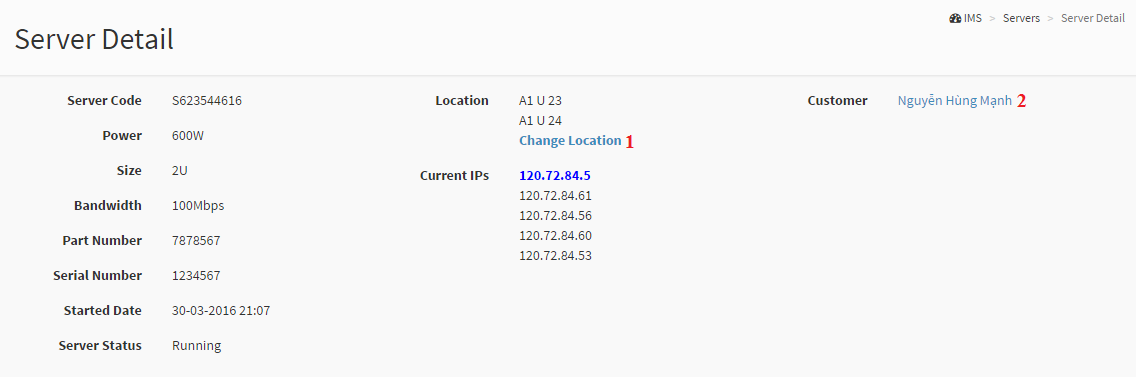 IMS > Servers > Server Detail
Server Detail
Server Code S623544616
Power 600W
Size 2U
Bandwidth 100Mbps
Part Number 7878567
Serial Number 1234567
Started Date 30-03-2016 21:07
Server Status Running
Location A1 U 23
A1 U 24
Change Location 1
Current IPs 120.72.84.5
120.72.84.61
120.72.84.56
120.72.84.60
120.72.84.53
Customer Nguyễn Hùng Mạnh 2